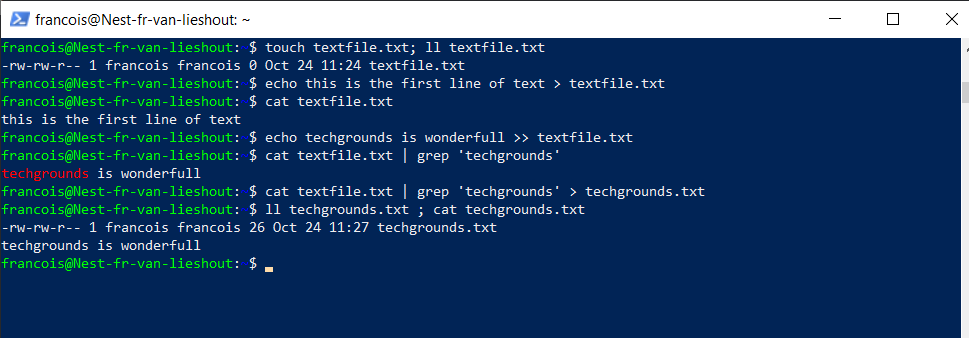 francois@Nest-fr-van-lieshout: ~
francois@Nest-fr-van-lieshout:~$ touch textfile.txt; ll textfile.txt
-rw-rw-r-- 1 francois francois 0 Oct 24 11:24 textfile.txt
francois@Nest-fr-van-lieshout:~$ echo this is the first line of text > textfile.txt
francois@Nest-fr-van-lieshout:~$ cat textfile.txt
this is the first line of text
francois@Nest-fr-van-lieshout:~$ echo techgrounds is wonderfull >> textfile.txt
francois@Nest-fr-van-lieshout:~$ cat textfile.txt | grep 'techgrounds'
techgrounds is wonderfull
francois@Nest-fr-van-lieshout:~$ cat textfile.txt | grep 'techgrounds' > techgrounds.txt
francois@Nest-fr-van-lieshout:~$ ll techgrounds.txt ; cat techgrounds.txt
-rw-rw-r-- 1 francois francois 26 Oct 24 11:27 techgrounds.txt
techgrounds is wonderfull
francois@Nest-fr-van-lieshout:~$